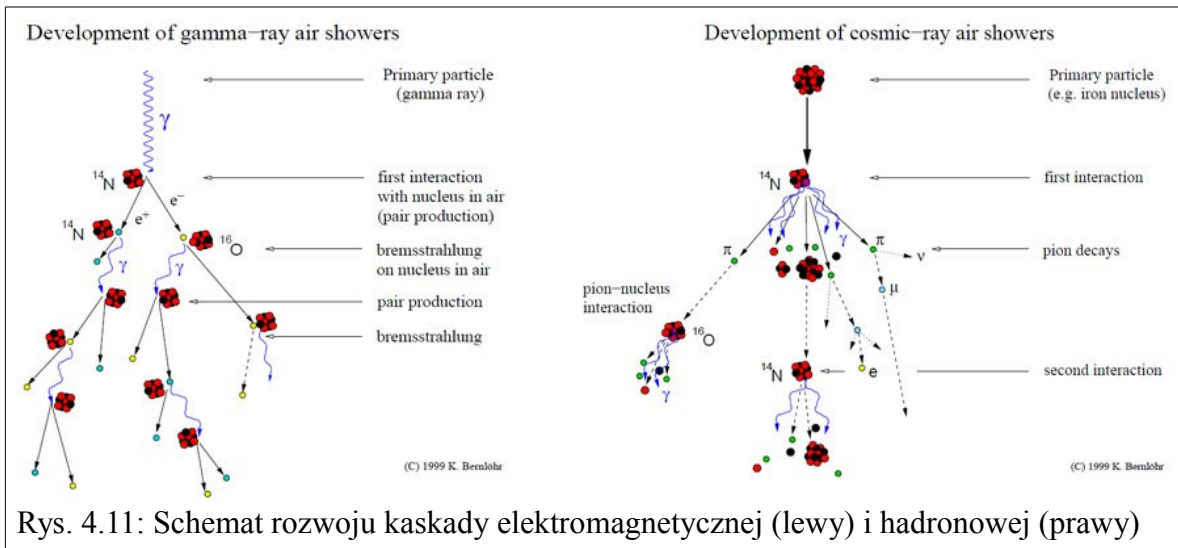 Development of gamma−ray air showers
Primary particle
(gamma ray)
γ
¹⁴N
first interaction
with nucleus in air
(pair production)
e⁺
e⁻
¹⁴N
¹⁶O
bremsstrahlung
on nucleus in air
γ
γ
pair production
bremsstrahlung
(C) 1999 K. Bernlöhr
Development of cosmic−ray air showers
Primary particle
(e.g. iron nucleus)
¹⁴N
first interaction
γ
π
π
ν
pion decays
μ
pion−nucleus
interaction
¹⁶O
γ
¹⁴N
e
second interaction
(C) 1999 K. Bernlöhr
Rys. 4.11: Schemat rozwoju kaskady elektromagnetycznej (lewy) i hadronowej (prawy)